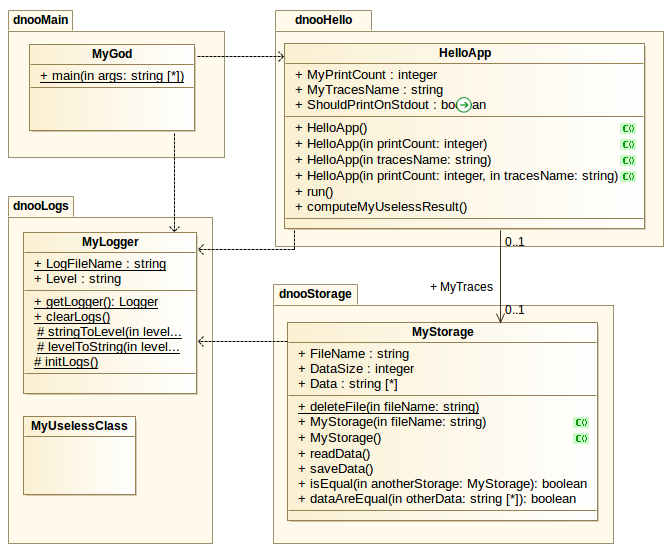 dnooMain
MyGod
+ main(in args: string [*])
dnooHello
HelloApp
+ MyPrintCount : integer
+ MyTracesName : string
+ ShouldPrintOnStdout : bo an
+ HelloApp()
+ HelloApp(in printCount: integer)
+ HelloApp(in tracesName: string)
+ HelloApp(in printCount: integer, in tracesName: string)
+ run()
+ computeMyUselessResult()
dnooLogs
MyLogger
+ LogFileName : string
+ Level : string
+ getLogger(): Logger
+ clearLogs()
# stringToLevel(in level...
# levelToString(in level...
# initLogs()
MyUselessClass
0..1
+ MyTraces
0..1
dnooStorage
MyStorage
+ FileName : string
+ DataSize : integer
+ Data : string [*]
+ deleteFile(in fileName: string)
+ MyStorage(in fileName: string)
+ MyStorage()
+ readData()
+ saveData()
+ isEqual(in anotherStorage: MyStorage): boolean
+ dataAreEqual(in otherData: string [*]): boolean